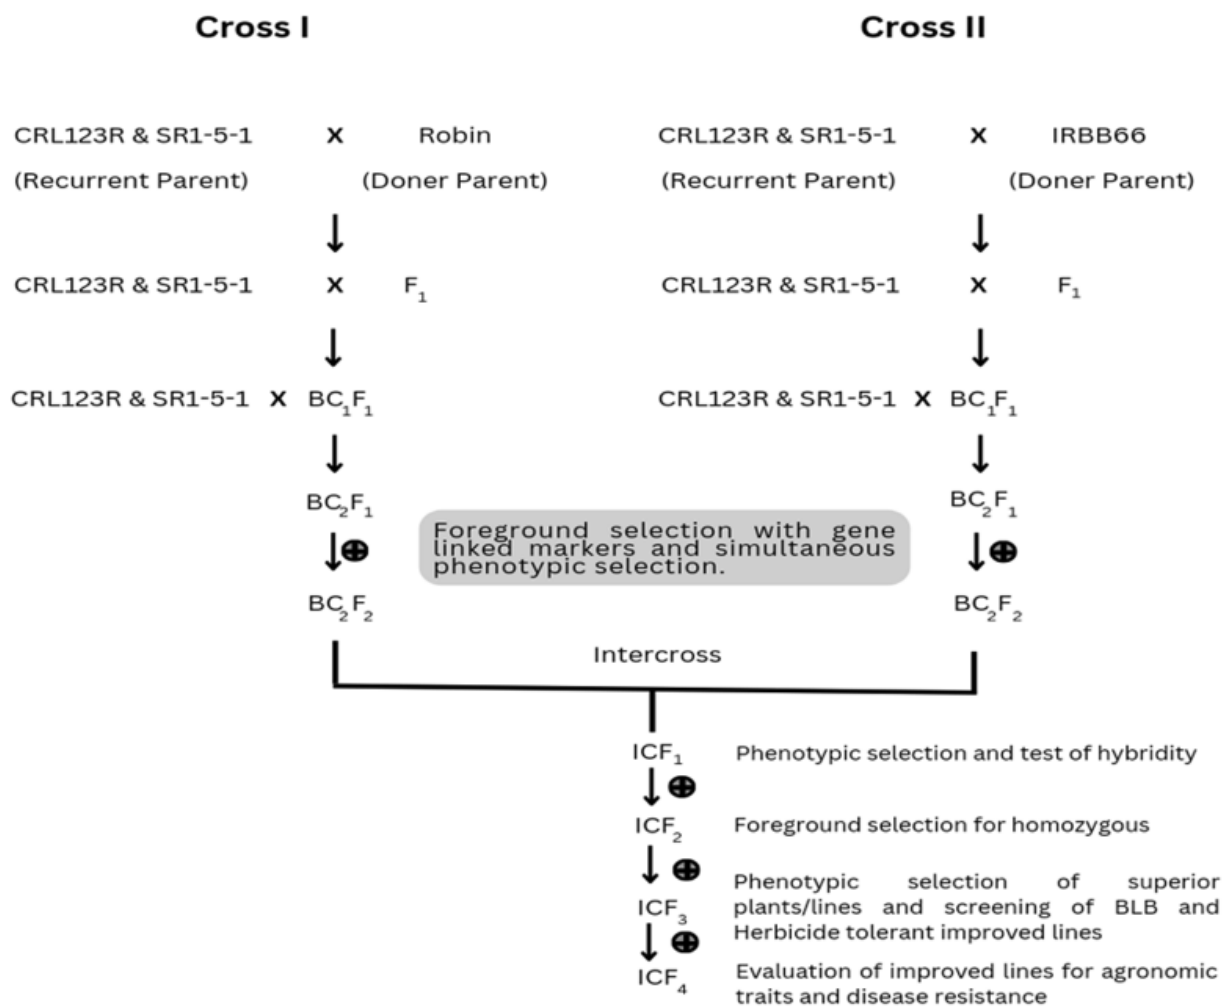 Cross I
Cross II
CRL123R & SR1-5-1 X Robin
CRL123R & SR1-5-1 X IRBB66
(Recurrent Parent) (Doner Parent)
(Recurrent Parent) (Doner Parent)
CRL123R & SR1-5-1 X F1
CRL123R & SR1-5-1 X F1
CRL123R & SR1-5-1 X BC1F1
CRL123R & SR1-5-1 X BC1F1
BC2F1
BC2F1
Foreground selection with gene
linked markers and simultaneous
phenotypic selection.
BC2F2
BC2F2
Intercross
ICF1 Phenotypic selection and test of hybridity
ICF2 Foreground selection for homozygous
Phenotypic selection of superior
ICF3 plants/lines and screening of BLB and
Herbicide tolerant improved lines
ICF4 Evaluation of improved lines for agronomic
traits and disease resistance